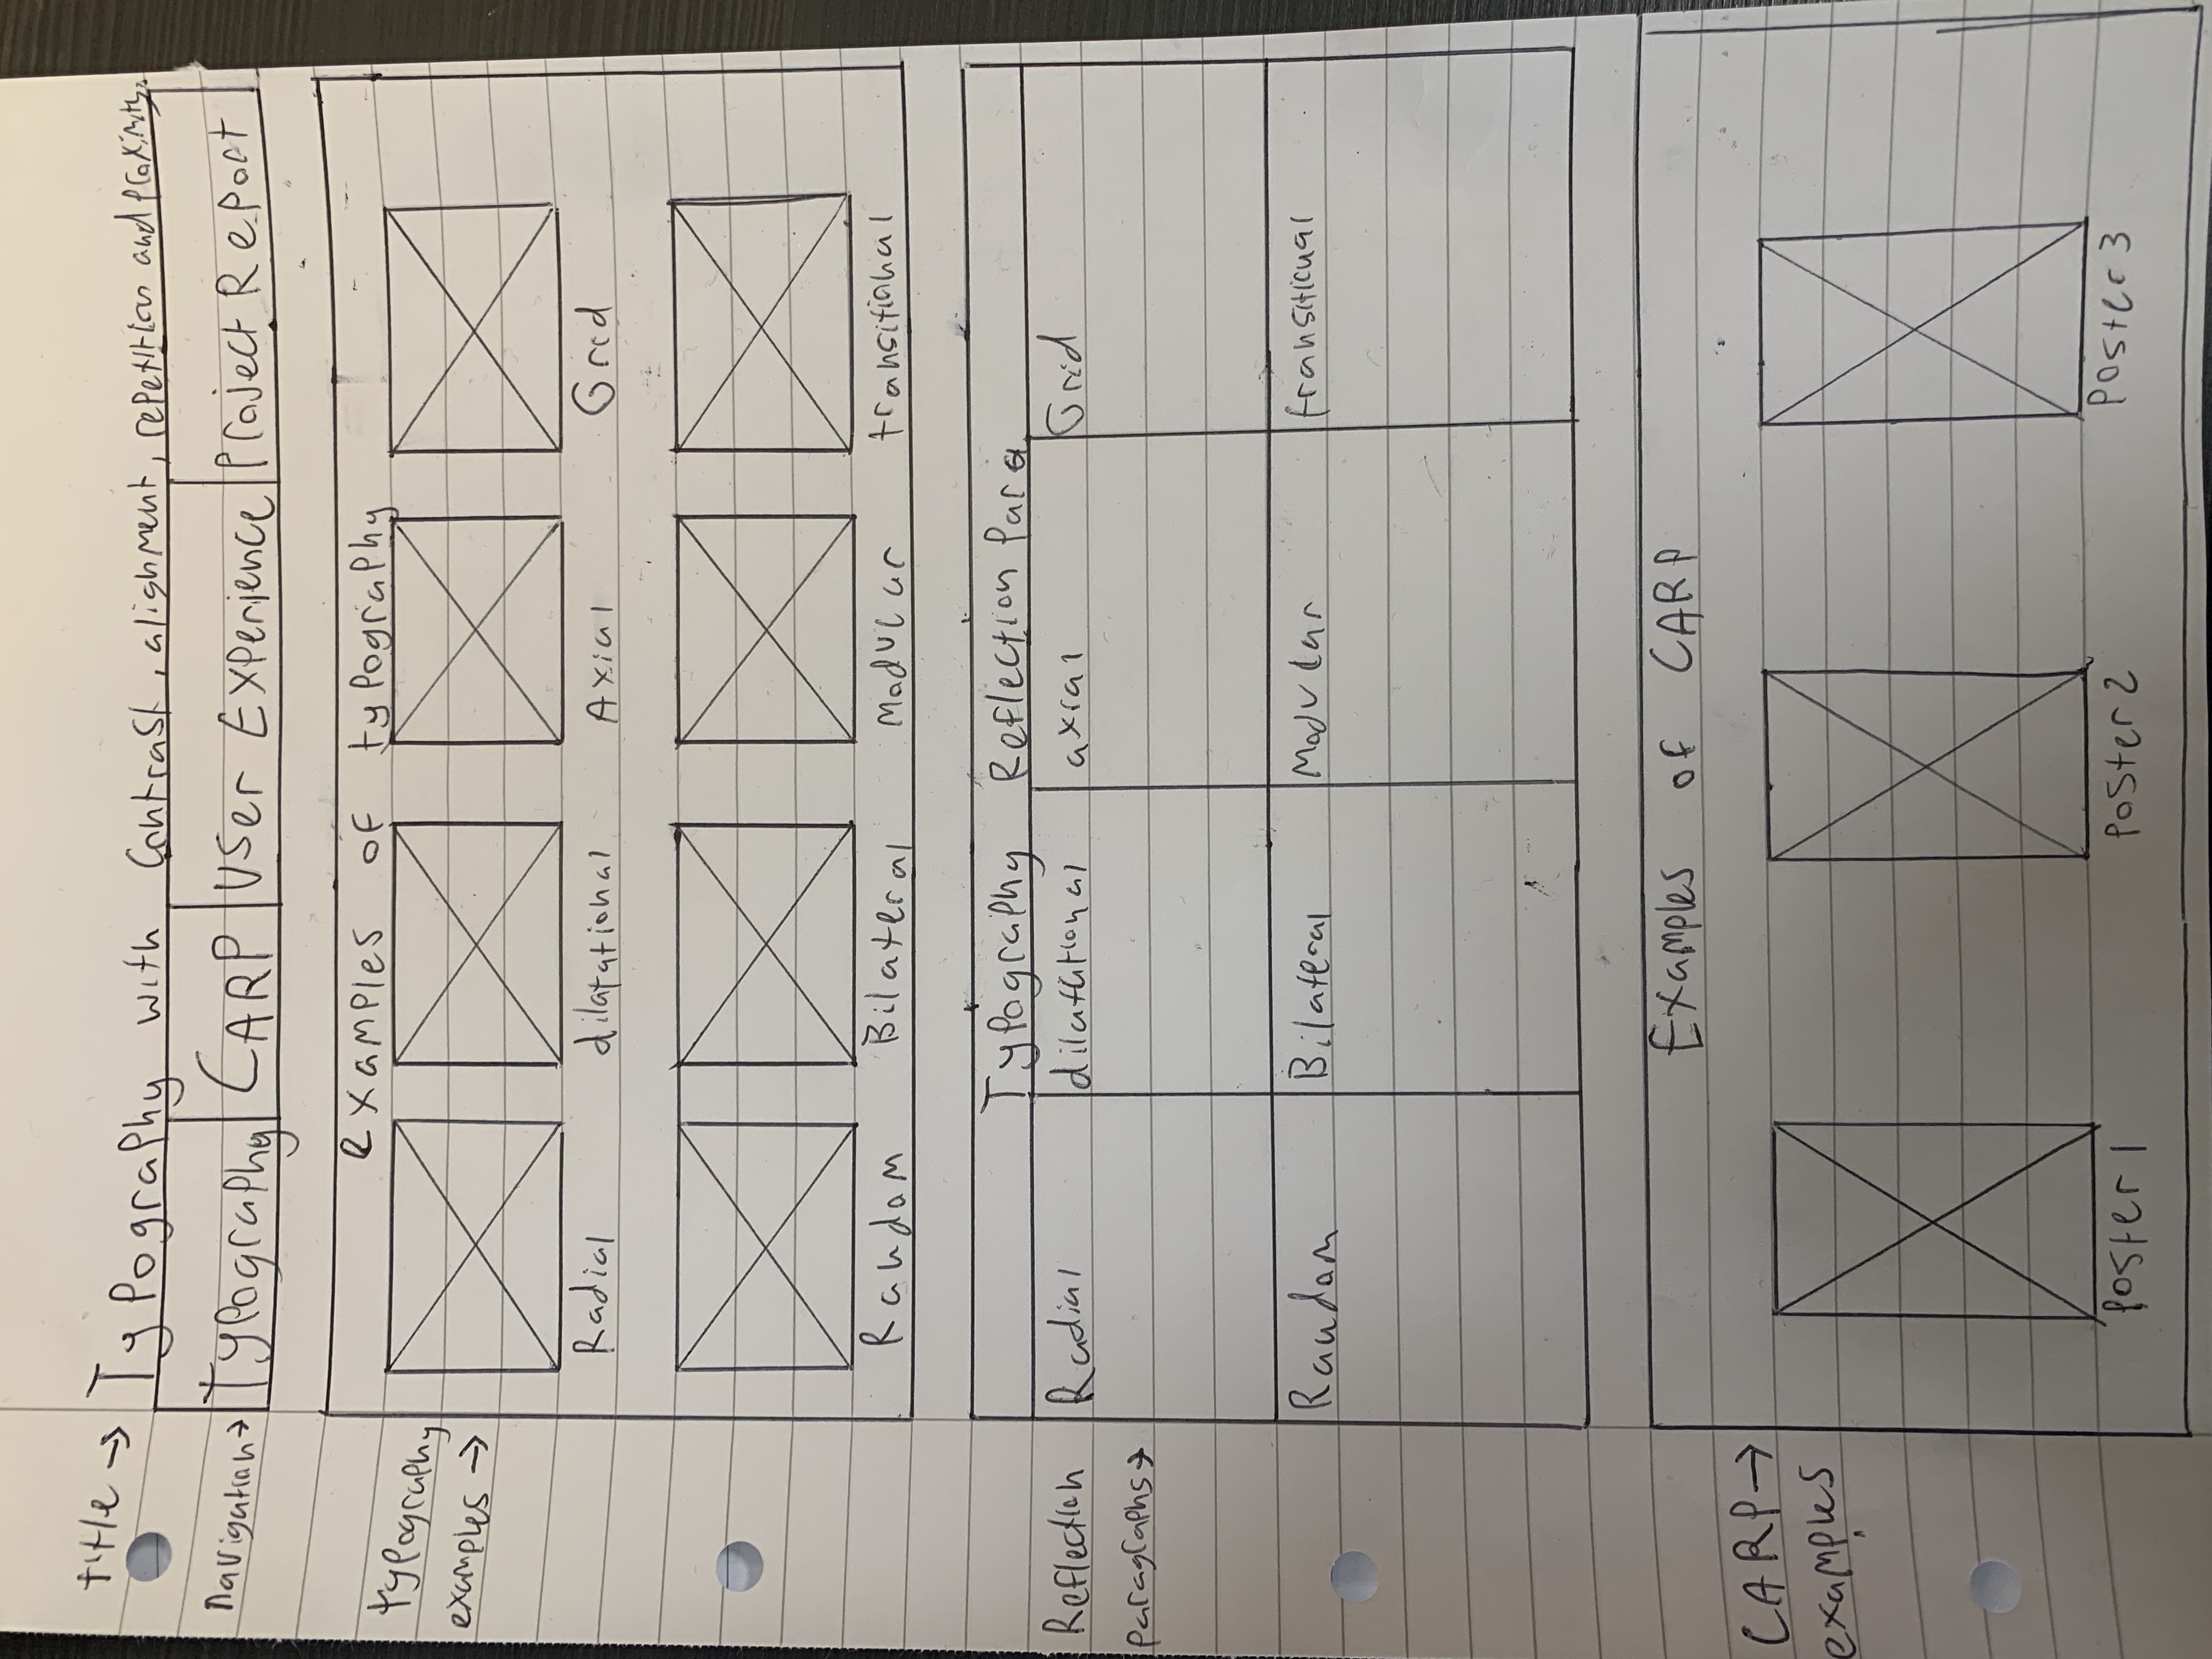 title → Typography with Contrast, alignment, repetition and proximity.
Navigation → Typography CARP User Experience Project Report
examples of typography
typography
examples →
Radial dilatational Axial Grid
Random Bilateral Modular transitional
Typography Reflection Para
Reflection
paragraphs →
Radial dilatational axial Grid
Random Bilateral Modular transitional
Examples of CARP
CARP →
examples
Poster 1 Poster 2 Poster 3